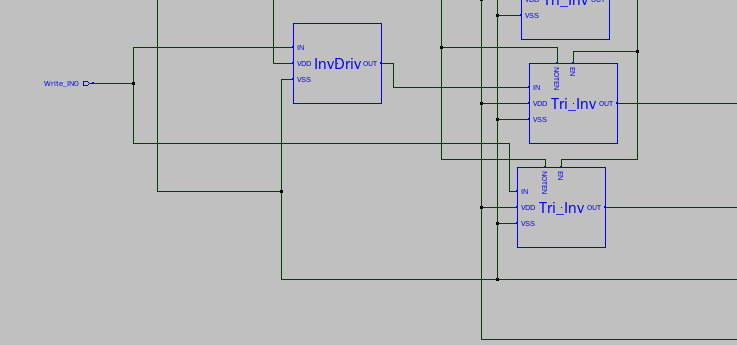 VDD Tri_Inv OUT
VSS
IN
VDD InvDriv OUT
VSS
Write_IN0
NOTEN EN
IN
VDD Tri_Inv OUT
VSS
NOTEN EN
IN
VDD Tri_Inv OUT
VSS